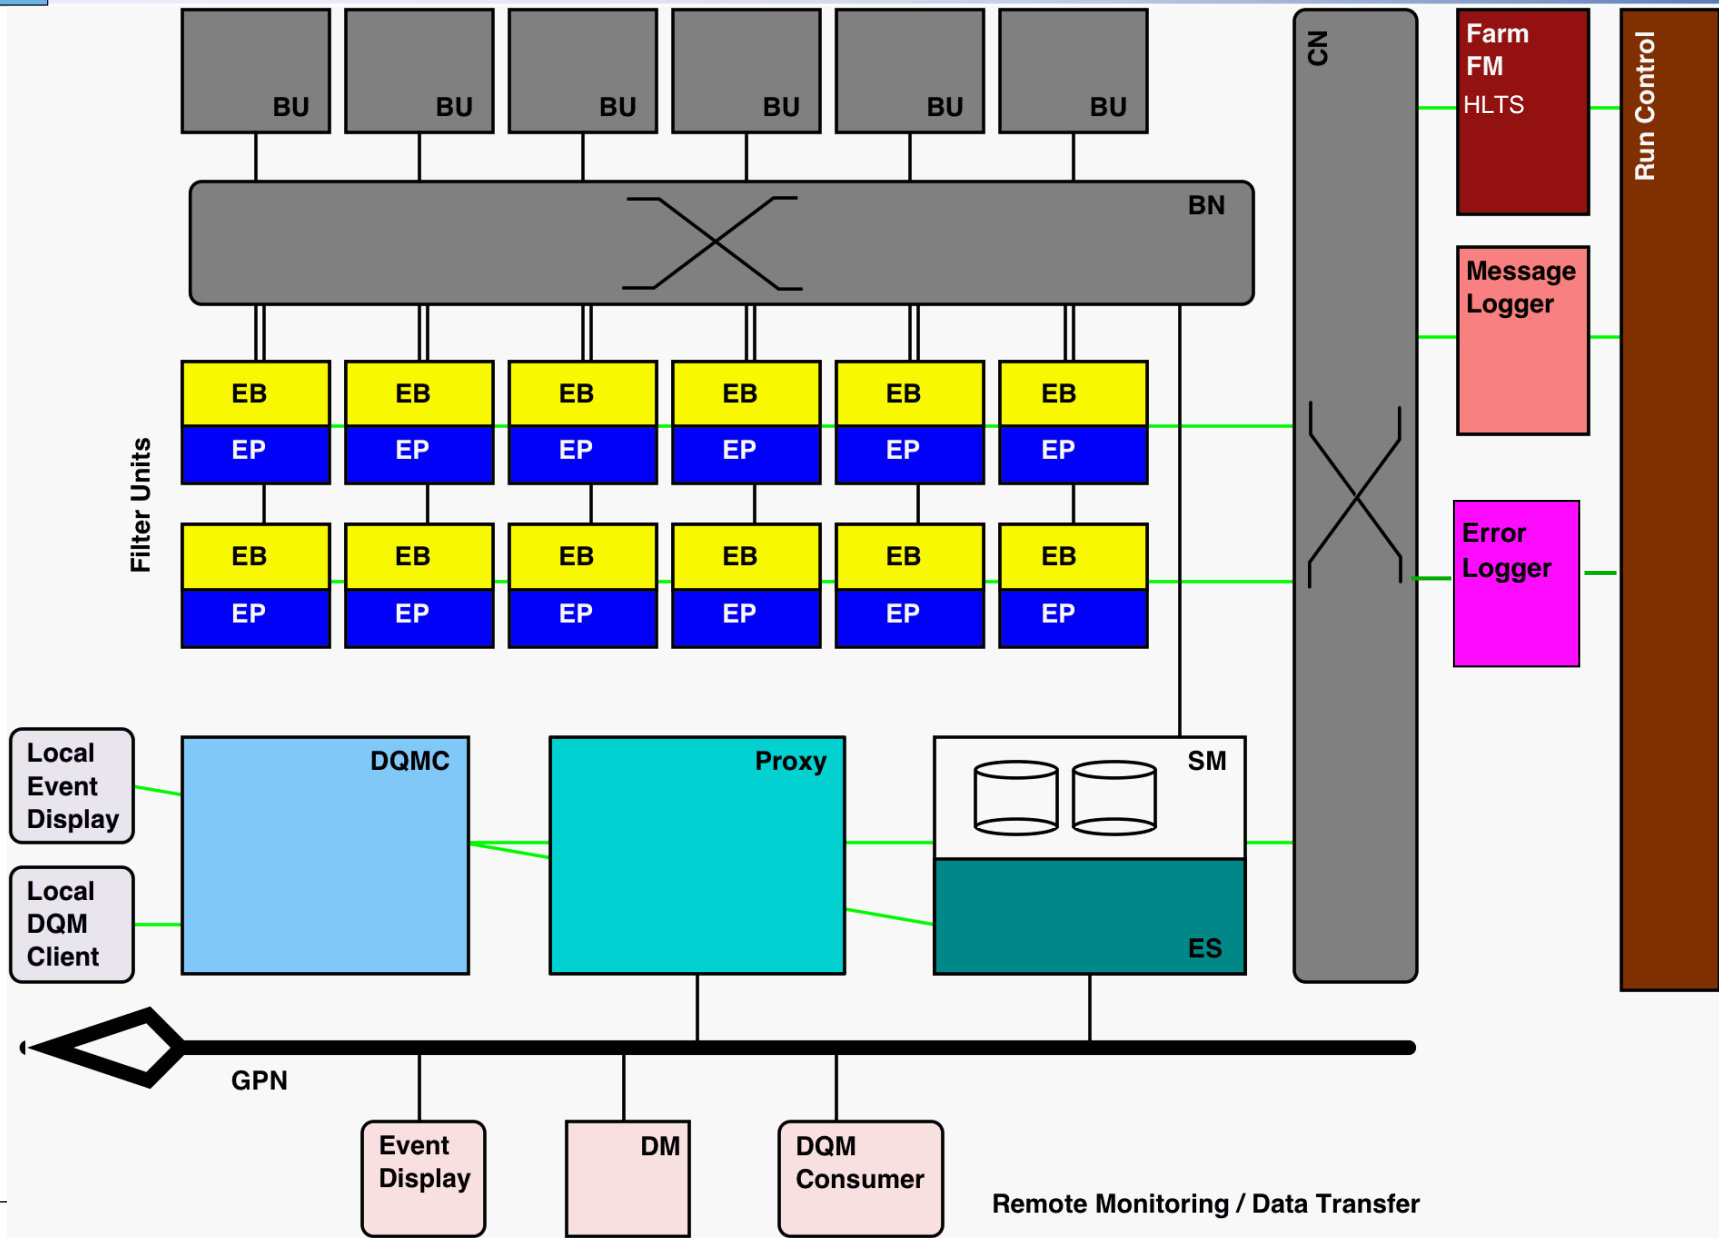 BU BU BU BU BU BU
CN
Farm
FM
HLTS
Run Control
BN
Message
Logger
EB EB EB EB EB EB
EP EP EP EP EP EP
Filter Units
EB EB EB EB EB EB
EP EP EP EP EP EP
Error
Logger
Local
Event
Display
DQMC
Proxy
SM
Local
DQM
Client
ES
GPN
Event
Display
DM
DQM
Consumer
Remote Monitoring / Data Transfer